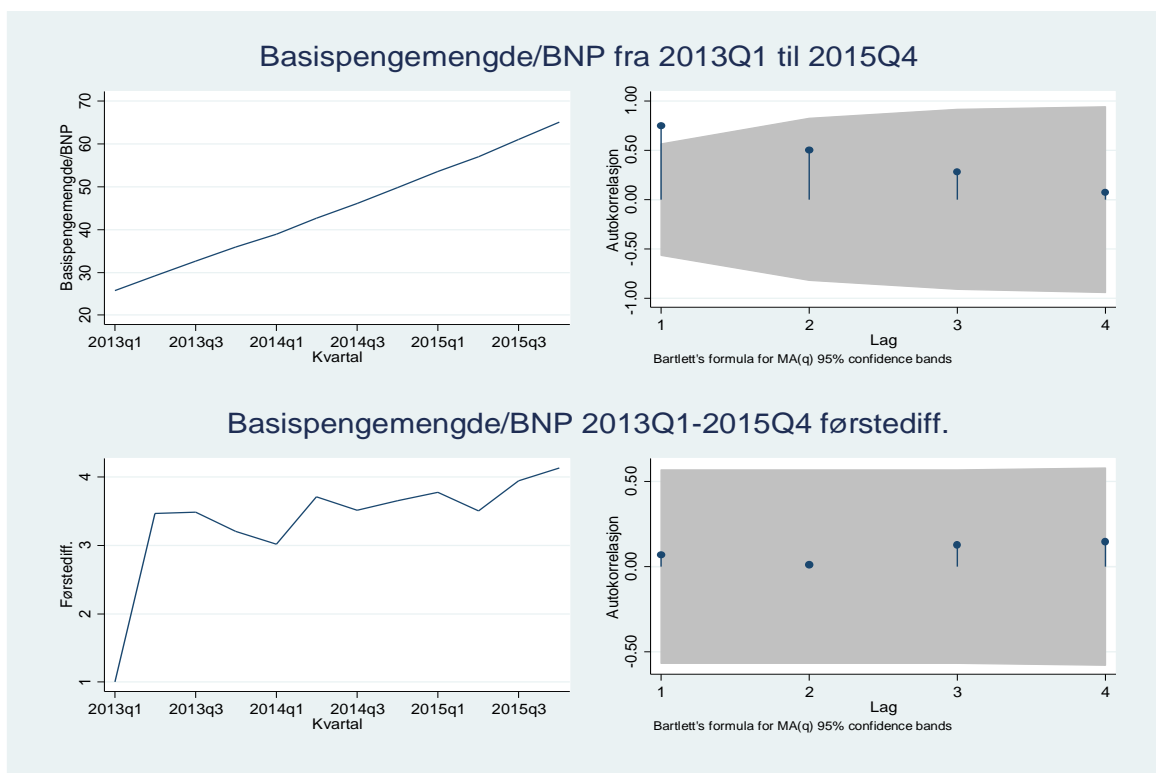 Basispengemengde/BNP fra 2013Q1 til 2015Q4
Basispengemengde/BNP
70
60
50
40
30
20
2013q1 2013q3 2014q1 2014q3 2015q1 2015q3
Kvartal
Autokorrelasjon
1.00
0.50
0.00
-0.50
-1.00
1 2 3 4
Lag
Bartlett's formula for MA(q) 95% confidence bands
Basispengemengde/BNP 2013Q1-2015Q4 førstediff.
Førstediff.
4
3
2
1
2013q1 2013q3 2014q1 2014q3 2015q1 2015q3
Kvartal
Autokorrelasjon
0.50
0.00
-0.50
1 2 3 4
Lag
Bartlett's formula for MA(q) 95% confidence bands